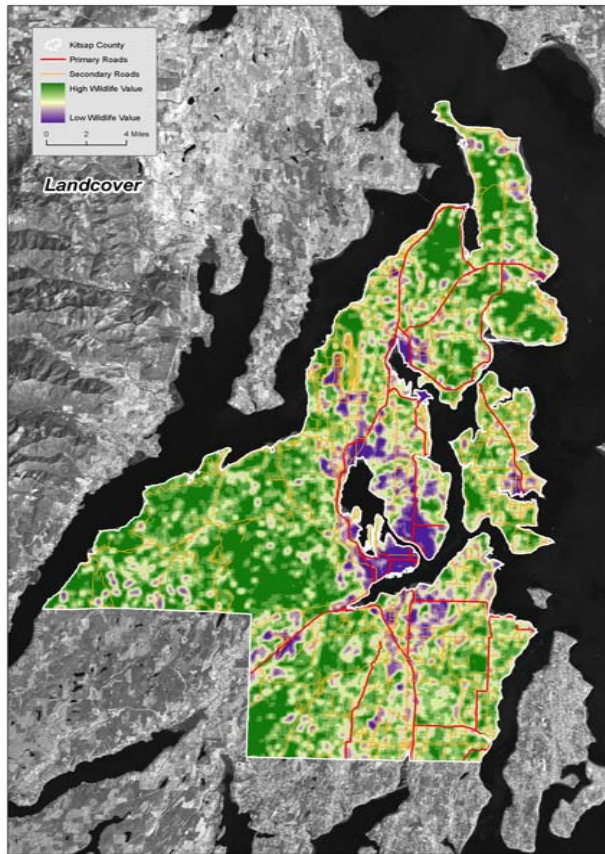 Kitsap County
Primary Roads
Secondary Roads
High Wildlife Value
Low Wildlife Value
0 2 4 Miles
Landcover